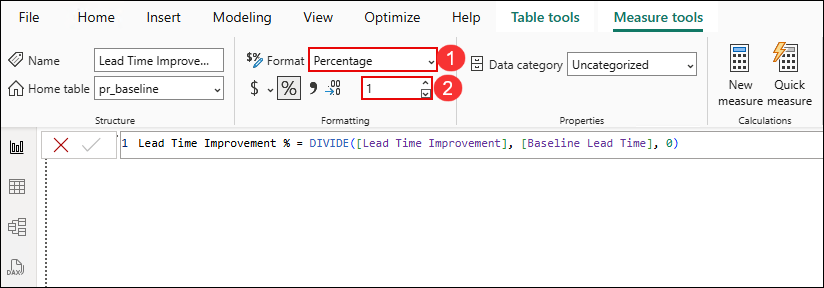 File Home Insert Modeling View Optimize Help Table tools Measure tools
Name Lead Time Improve...
Home table pr_baseline
Structure
$% Format Percentage 1
$ % 9 .00 →0 1 2
Formatting
Data category Uncategorized
Properties
New measure
Quick measure
Calculations
1 Lead Time Improvement % = DIVIDE([Lead Time Improvement], [Baseline Lead Time], 0)
DAX